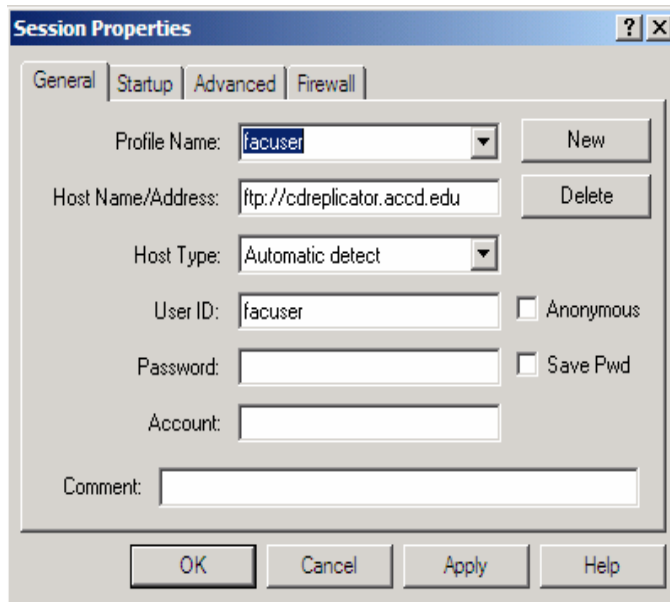 Session Properties
General Startup Advanced Firewall
Profile Name: facuser New
Host Name/Address: ftp://cdreplicator.accd.edu Delete
Host Type: Automatic detect
User ID: facuser Anonymous
Password: Save Pwd
Account:
Comment:
OK Cancel Apply Help